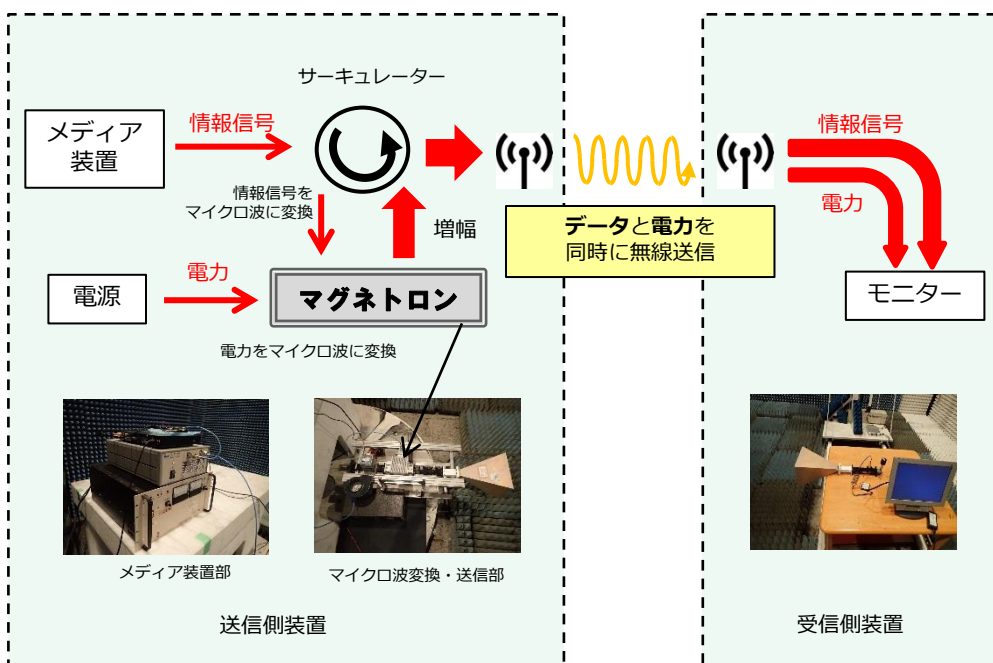 サーキュレーター
メディア
装置
情報信号
情報信号を
マイクロ波に変換
増幅
電源
電力
マグネトロン
電力をマイクロ波に変換
データと電力を
同時に無線送信
情報信号
電力
モニター
メディア装置部
マイクロ波変換・送信部
送信側装置
受信側装置